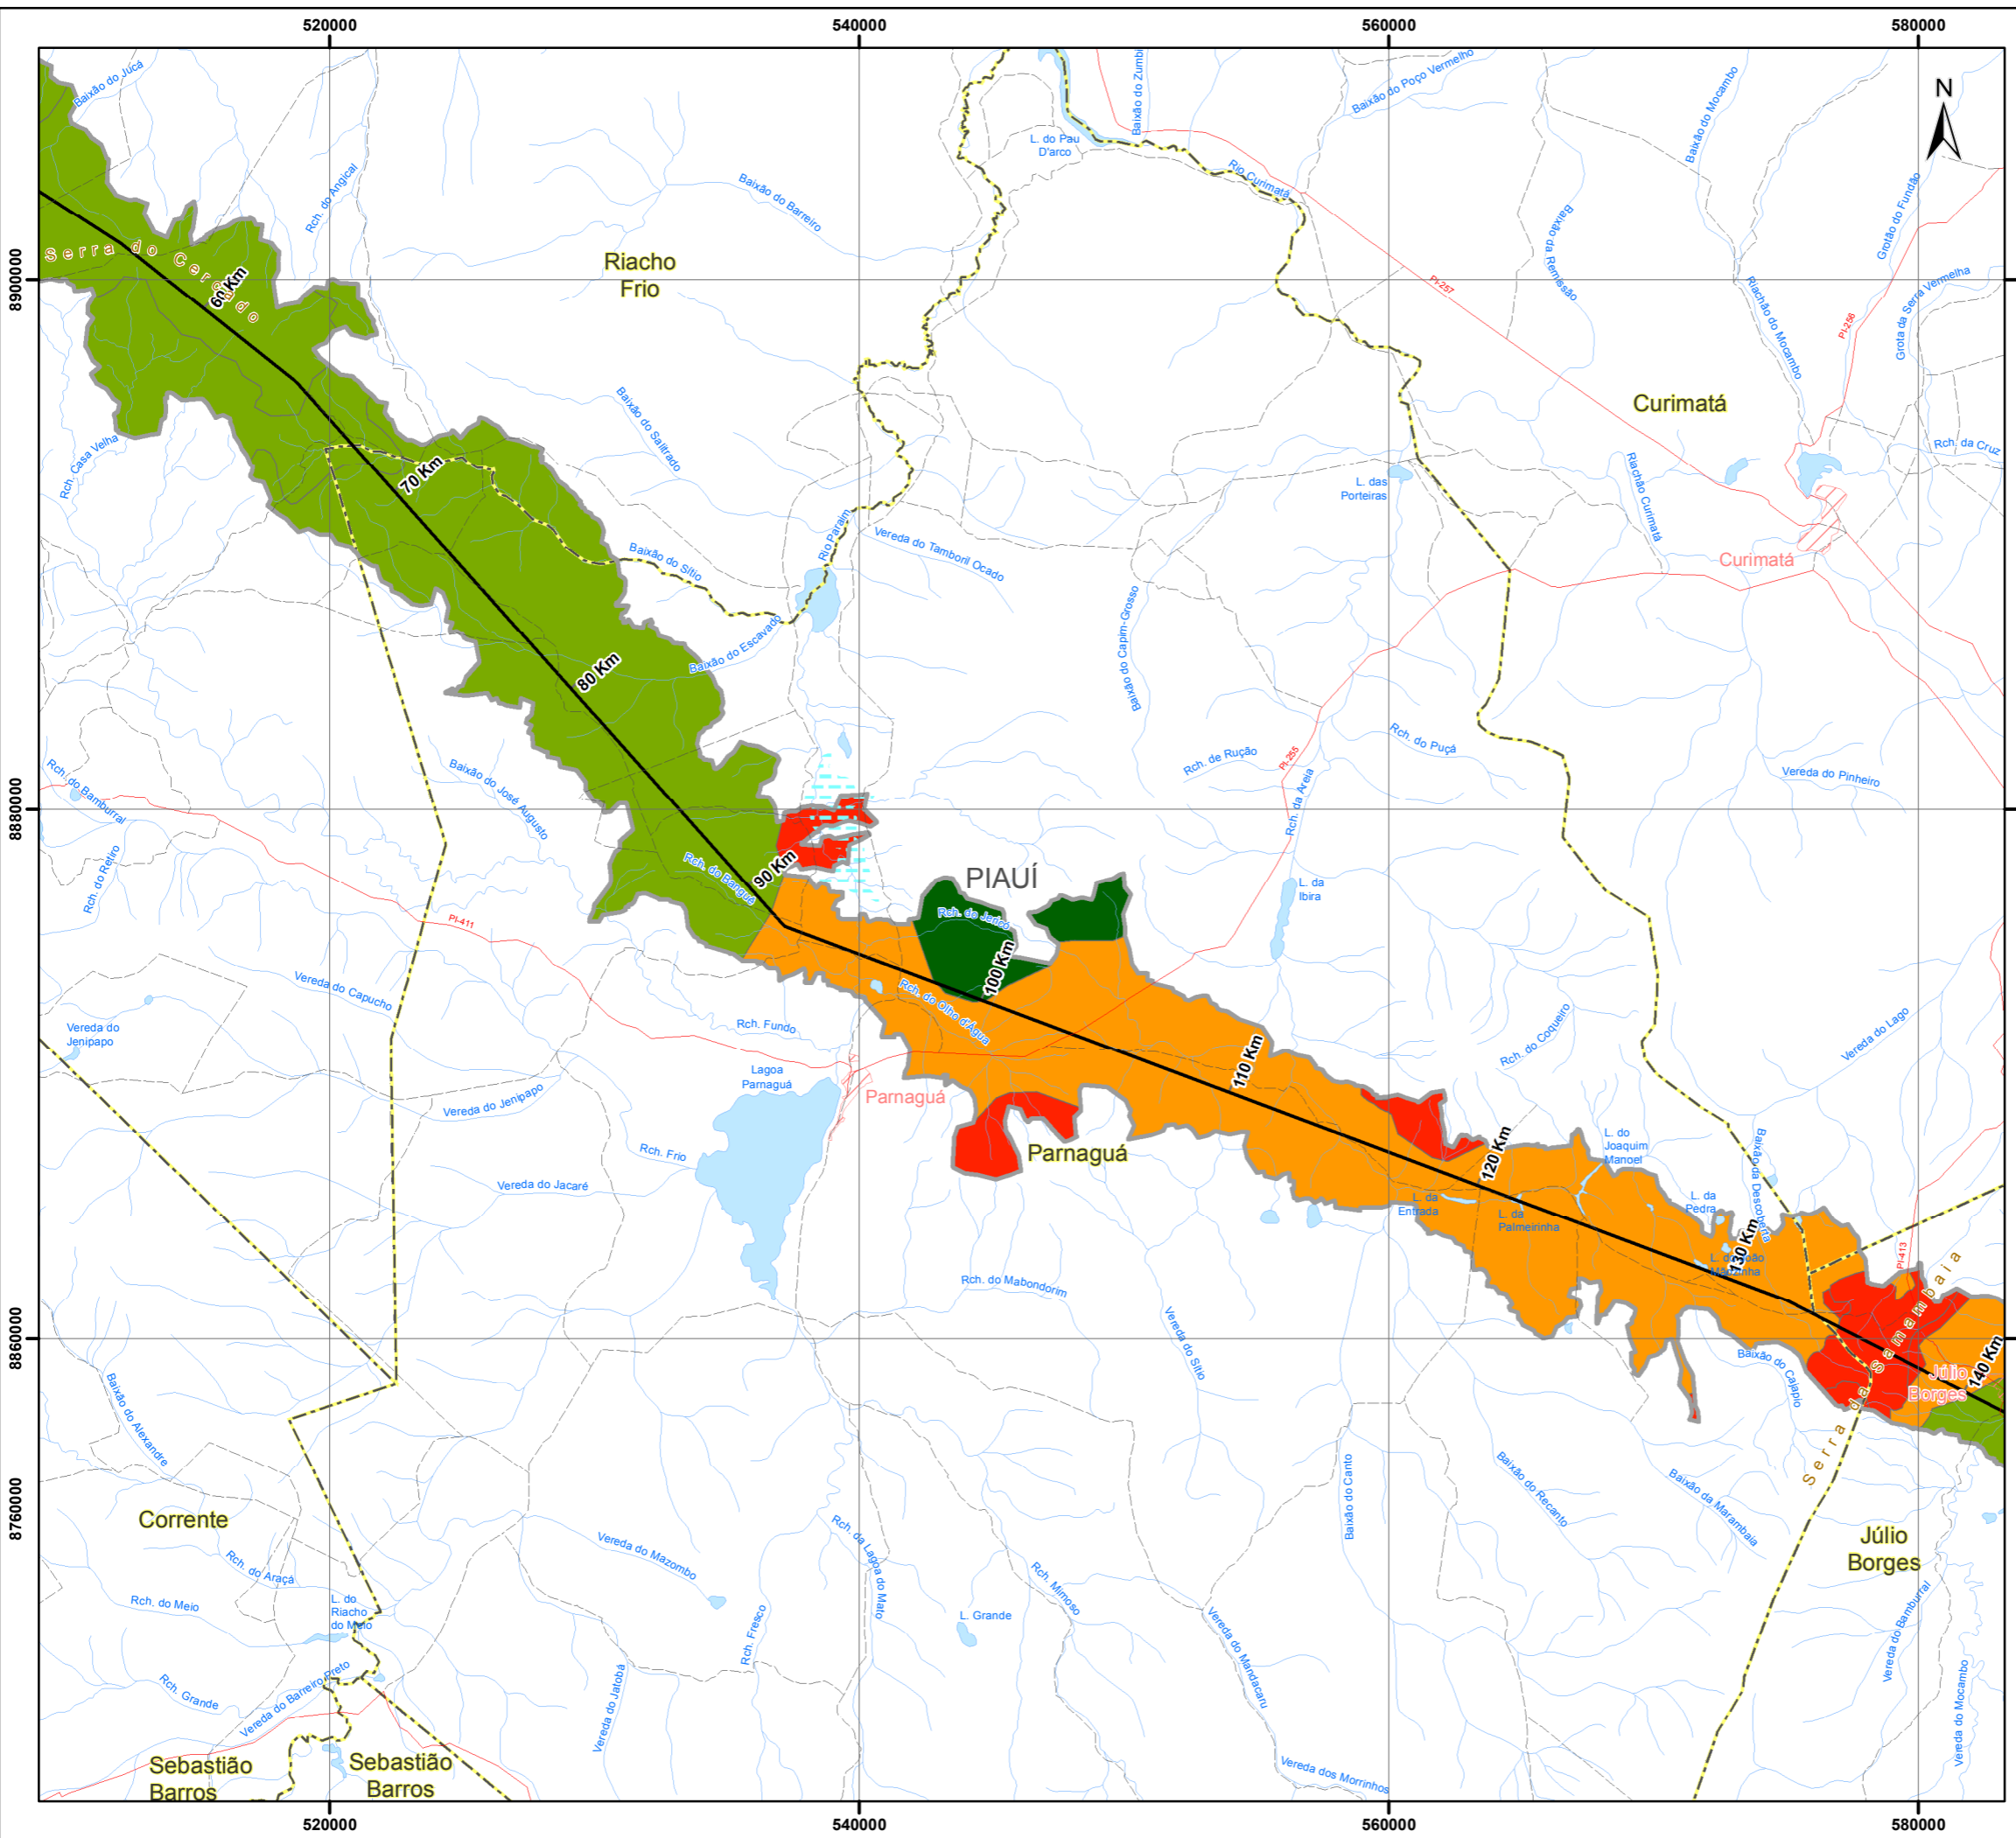 520000
540000
560000
580000
N
Baixão do Jucá
Rch. do Angical
Baixão do Barreiro
L. do Pau
D'arco
Baixão do Zumbi
Rio Curimatá
Baixão do Poço Vermelho
Baixão do Mocambo
Baixão da
Remissão
Grotão do Fundão
Grota da Serra Vermelha
Riachão do Mocambo
Serra do Cercado
60 Km
Riacho
Frio
PI-257
PI-256
890000
Curimatá
Rch. Casa Velha
Baixão do Salitrado
70 Km
L. das
Porteiras
Riachão Curimatá
Rch. da Cruz
Rio Paraim
Vereda do Tamboril Ocado
Baixão do Sítio
Curimatá
Baixão do Capim-Grosso
Baixão do Escavado
80 Km
Rch. do Puçá
Rch. de Rução
PI-255
Rch. da Areia
Vereda do Pinheiro
Rch. do Bamburral
Baixão do José Augusto
880000
Rch. do Retiro
Rch. do Bangué
90 Km
PIAUÍ
L. da
Ibira
PI-411
Rch. do Jericó
100 Km
Vereda do Capucho
Rch. do Olho d'Água
Rch. Fundo
Vereda do
Jenipapo
Rch. do Coqueiro
Vereda do Lago
Lagoa
Parnaguá
Parnaguá
110 Km
Vereda do Jenipapo
Rch. Frio
Parnaguá
120 Km
L. do
Joaquim
Manoel
Baixão da Descoberta
Vereda do Jacaré
L. da
Entrada
L. da
Palmeirinha
L. da
Pedra
130 Km
PI-413
Rch. do Mabondorim
Serra da Samambaia
Vereda do Sítio
860000
Baixão do Cajapio
140 Km
Júlio
Borges
Baixão do Alexandre
Baixão do Canto
Baixão do Recanto
Baixão da Marambaia
8760000
Corrente
Vereda do Mazombo
Rch. da Lagoa do Mato
Rch. Mimoso
Júlio
Borges
Rch. do Araçá
Rch. do Meio
L. do
Riacho
do Meio
Rch. Fresco
L. Grande
Vereda do Mandacaru
Vereda do Bamburral
Rch. Grande
Vereda do Barreiro Preto
Vereda do Jatobá
Vereda do Mocambo
Sebastião
Barros
Sebastião
Barros
Vereda dos Morrinhos
520000
540000
560000
580000